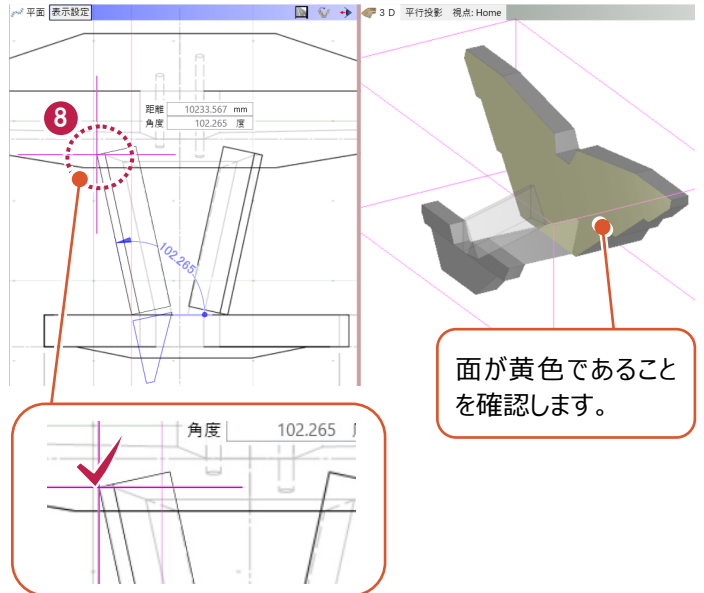 平面 表示設定
3D 平行投影 視点: Home
8
距離 10233.567 mm
角度 102.265 度
102.265
面が黄色であること
を確認します。
角度 102.265